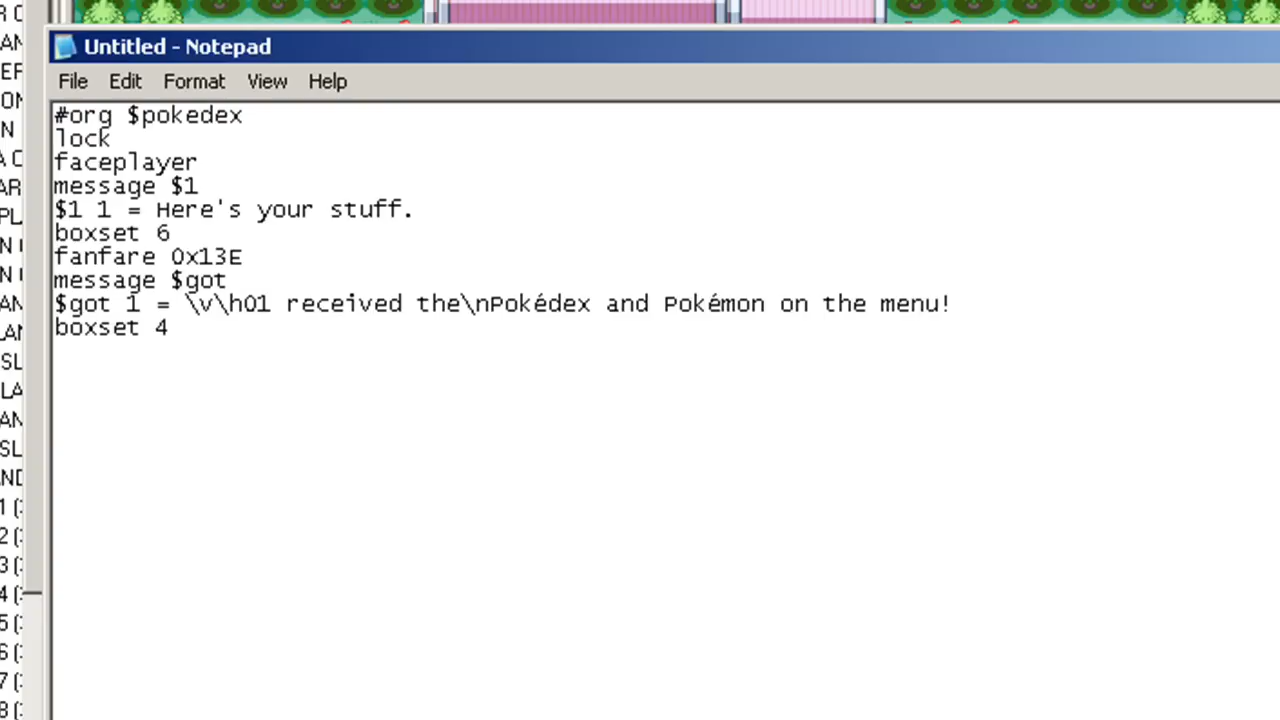 Untitled - Notepad
File Edit Format View Help
#org $pokedex
lock
faceplayer
message $1
$1 1 = Here's your stuff.
boxset 6
fanfare 0x13E
message $got
$got 1 = \v\h01 received the\nPokédex and Pokémon on the menu!
boxset 4